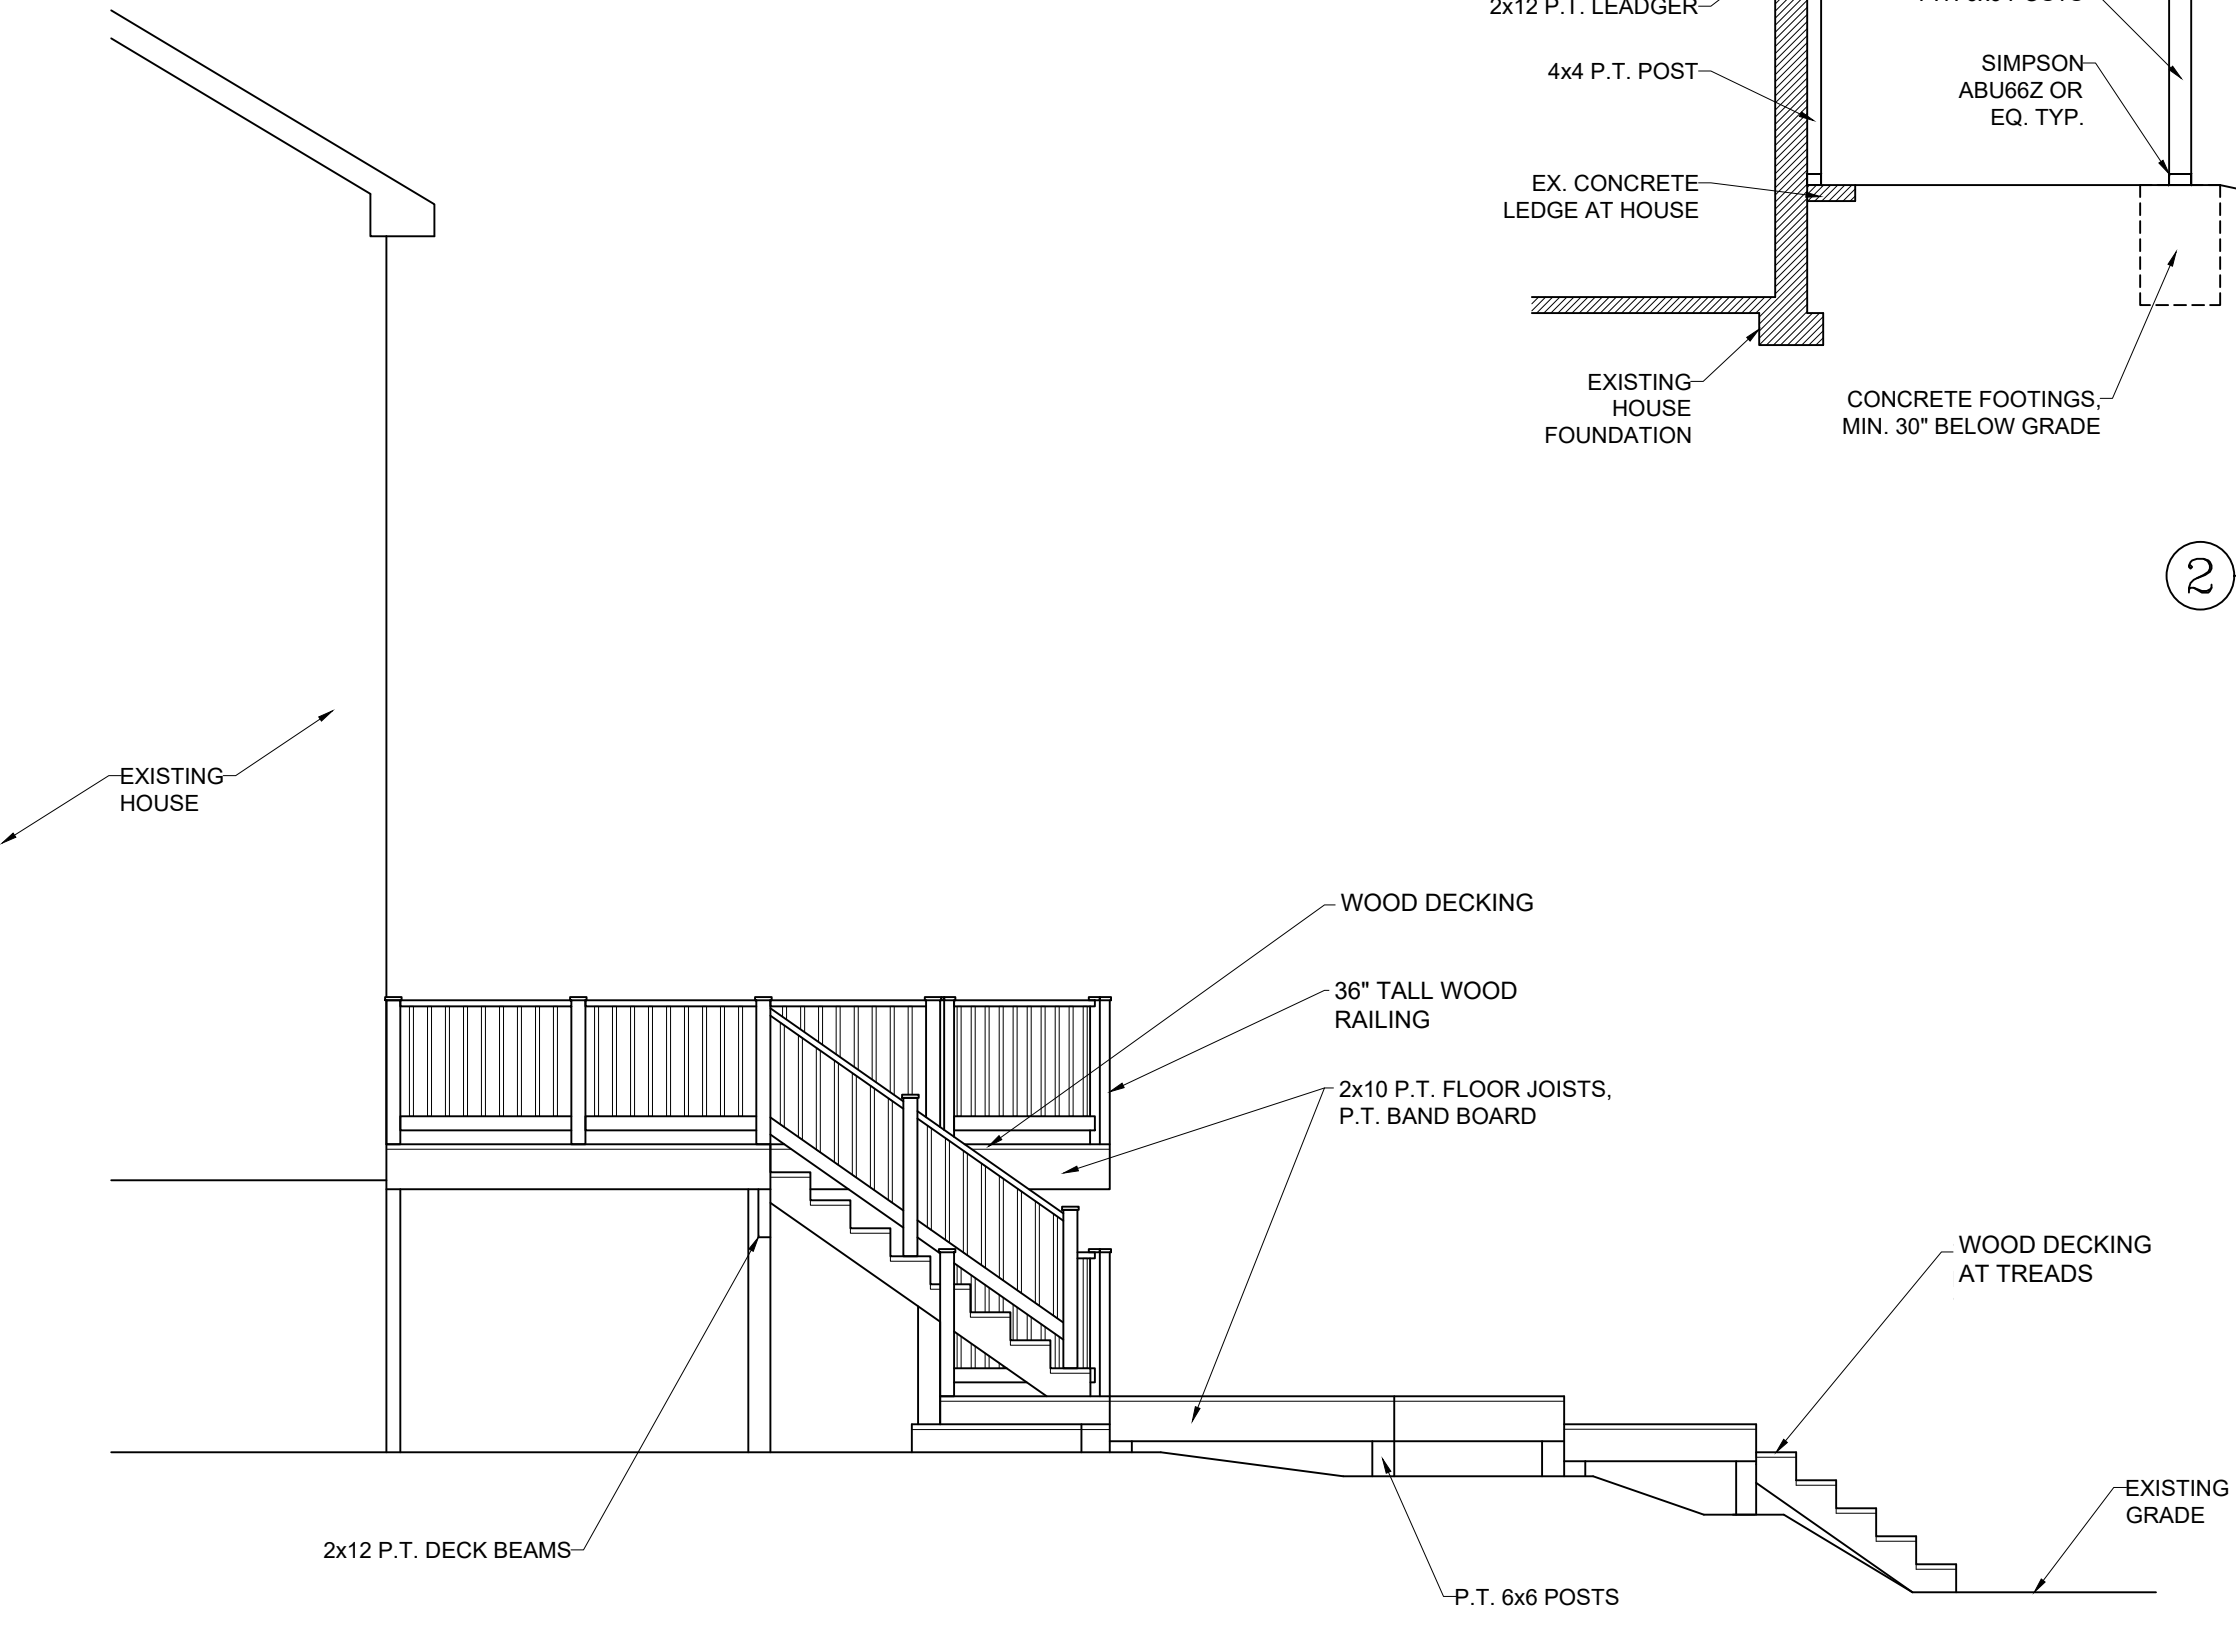 2x12 P.T. LEADGER
4x4 P.T. POST
SIMPSON
ABU66Z OR
EQ. TYP.
EX. CONCRETE
LEDGE AT HOUSE
EXISTING
HOUSE
FOUNDATION
CONCRETE FOOTINGS,
MIN. 30" BELOW GRADE
2
EXISTING
HOUSE
WOOD DECKING
36" TALL WOOD
RAILING
2x10 P.T. FLOOR JOISTS,
P.T. BAND BOARD
WOOD DECKING
AT TREADS
EXISTING
GRADE
2x12 P.T. DECK BEAMS
P.T. 6x6 POSTS